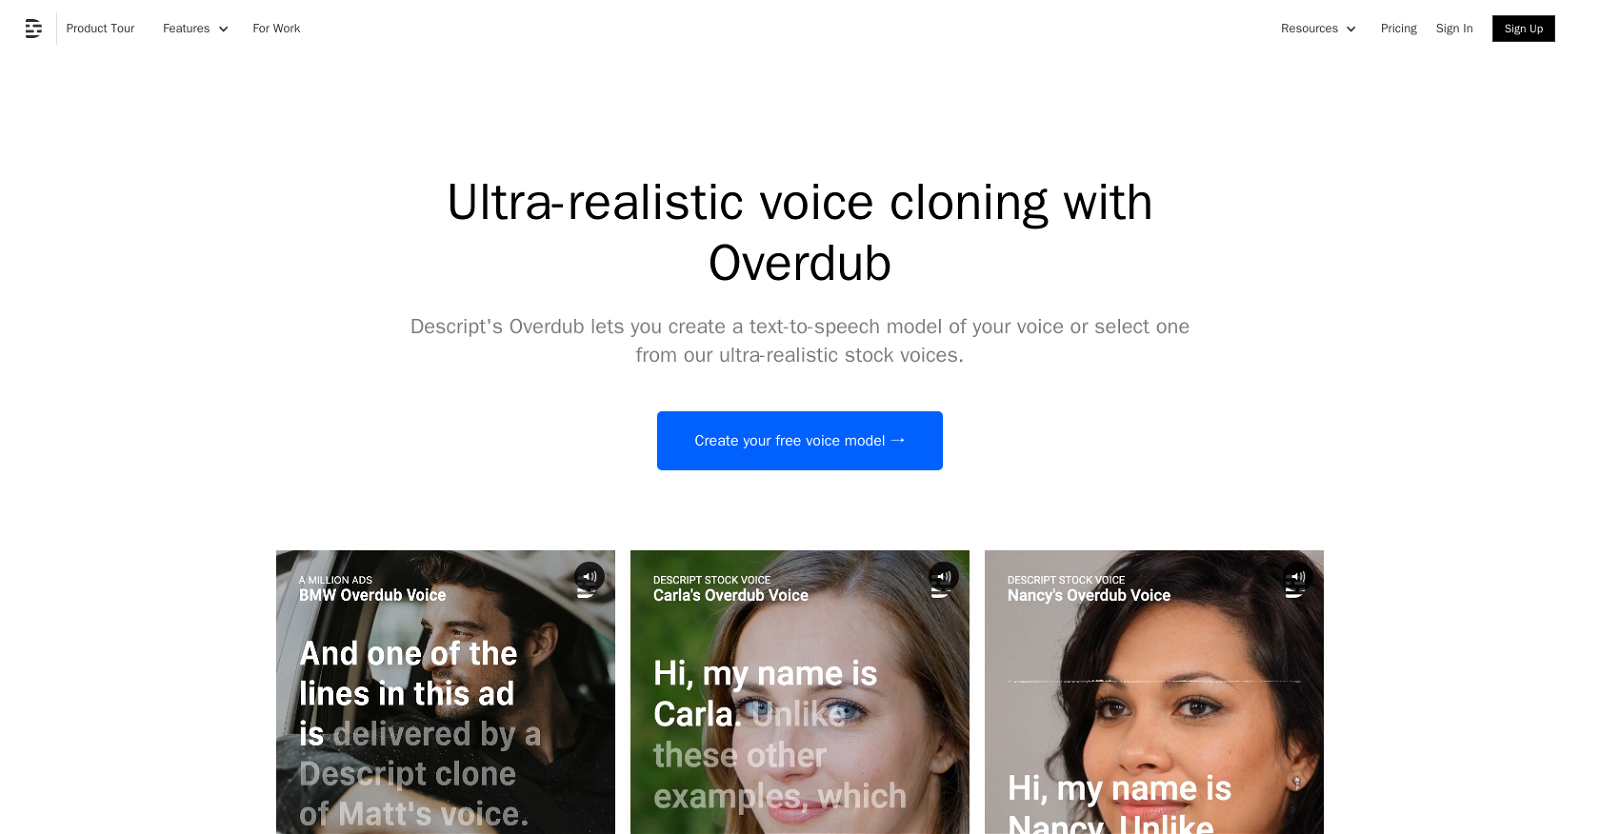 Product Tour
Features
For Work
Resources
Pricing
Sign In
Sign Up
Ultra-realistic voice cloning with
Overdub
Descript's Overdub lets you create a text-to-speech model of your voice or select one
from our ultra-realistic stock voices.
Create your free voice model →
A MILLION ADS
BMW Overdub Voice
And one of the
lines in this ad
is delivered by a
Descript clone
of Matt's voice.
DESCRIPT STOCK VOICE
Carla's Overdub Voice
Hi, my name is
Carla. Unlike
these other
examples, which
DESCRIPT STOCK VOICE
Nancy's Overdub Voice
Hi, my name is
Nancy. Unlike